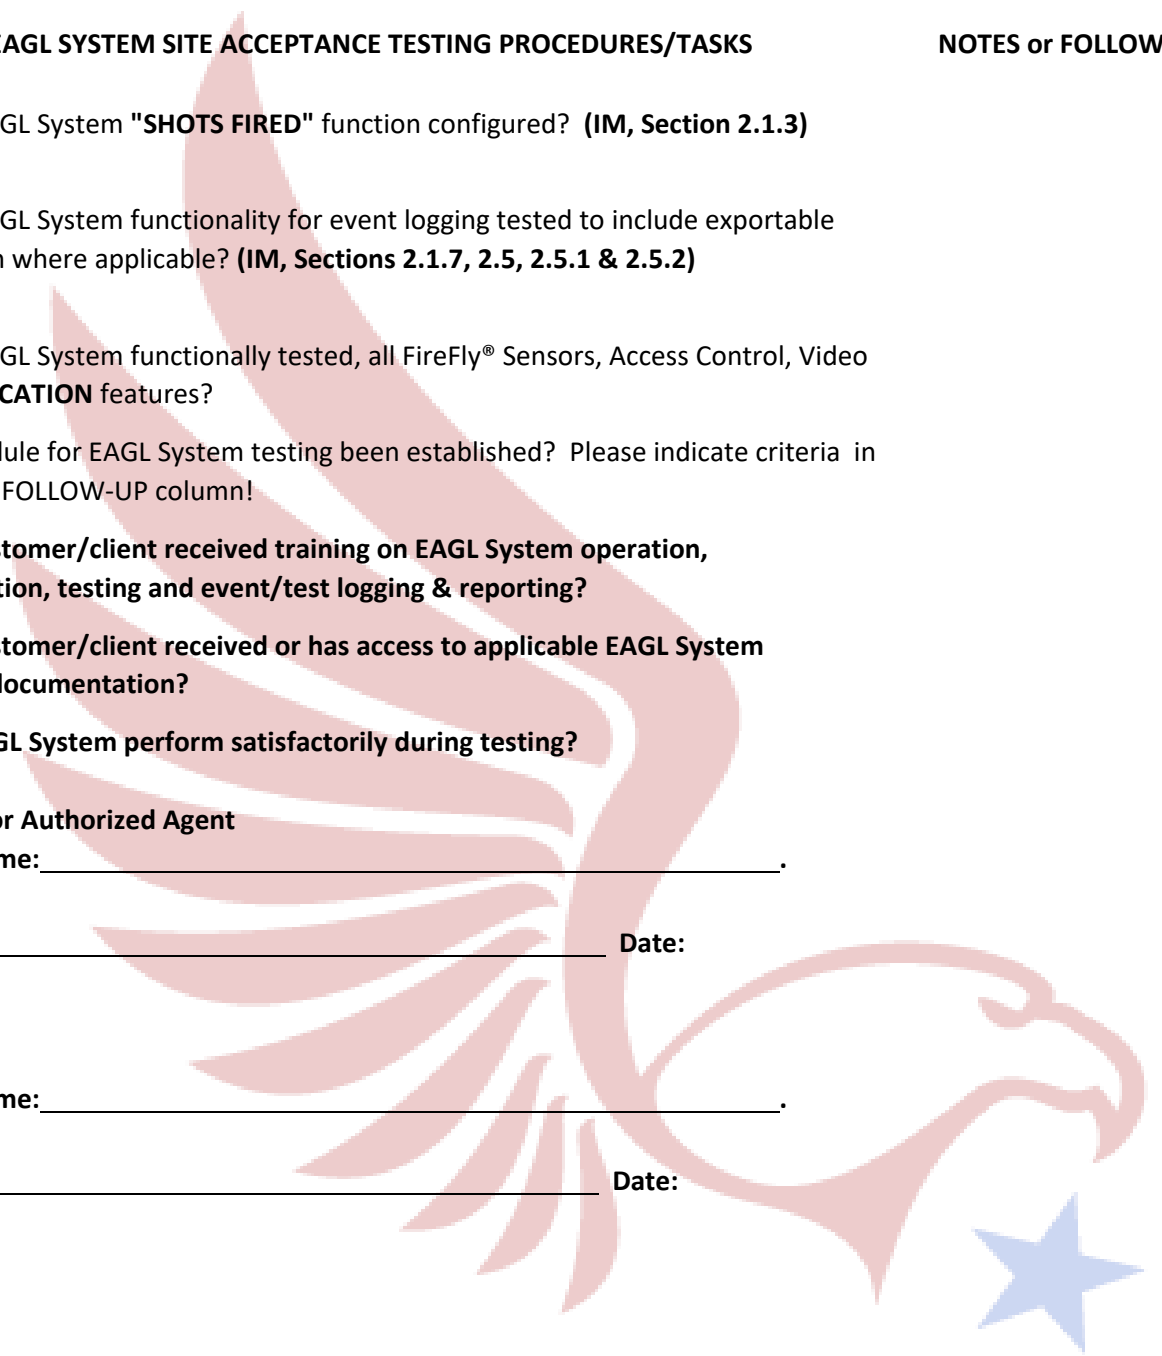 EAGL SYSTEM SITE ACCEPTANCE TESTING PROCEDURES/TASKS NOTES or FOLLOW
GL System "SHOTS FIRED" function configured? (IM, Section 2.1.3)
GL System functionality for event logging tested to include exportable
n where applicable? (IM, Sections 2.1.7, 2.5, 2.5.1 & 2.5.2)
GL System functionally tested, all FireFly® Sensors, Access Control, Video
CATION features?
dule for EAGL System testing been established? Please indicate criteria in
FOLLOW-UP column!
stomer/client received training on EAGL System operation,
tion, testing and event/test logging & reporting?
stomer/client received or has access to applicable EAGL System
documentation?
GL System perform satisfactorily during testing?
or Authorized Agent
me: .
Date:
me: .
Date: